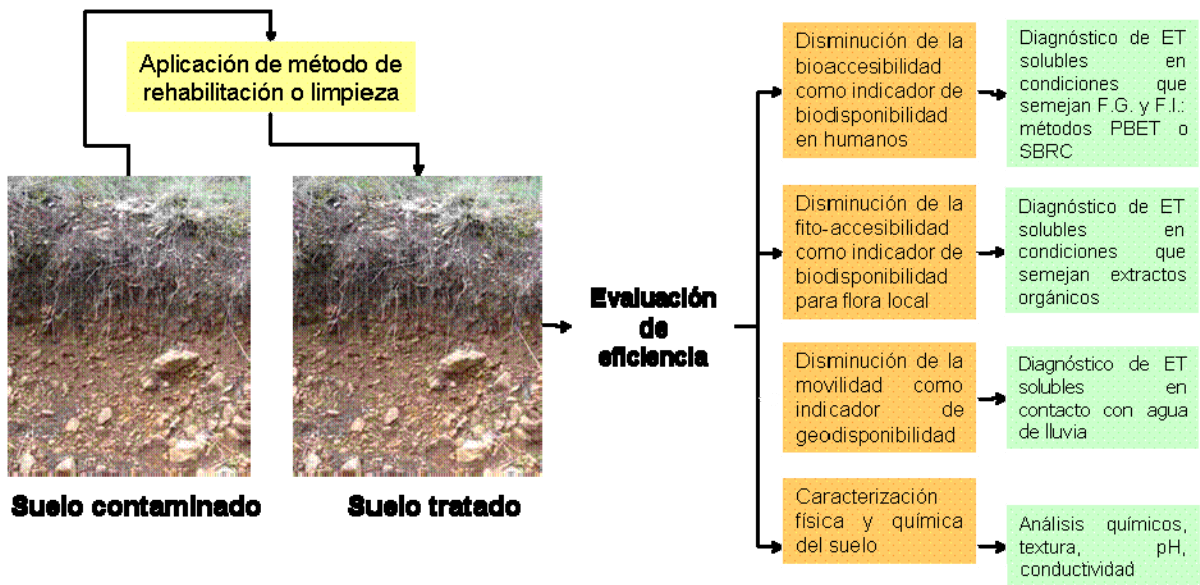 Aplicación de método de
rehabilitación o limpieza
Suelo contaminado
Suelo tratado
Evaluación
de
eficiencia
Disminución de la
bioaccesibilidad
como indicador de
biodisponibilidad
en humanos
Diagnóstico de ET
solubles en
condiciones que
semejan F.G. y F.I.:
métodos PBET o
SBRC
Disminución de la
fito-accesibilidad
como indicador de
biodisponibilidad
para flora local
Diagnóstico de ET
solubles en
condiciones que
semejan extractos
orgánicos
Disminución de la
movilidad como
indicador de
geodisponibilidad
Diagnóstico de ET
solubles en
contacto con agua
de lluvia
Caracterización
física y química
del suelo
Análisis químicos,
textura, pH,
conductividad